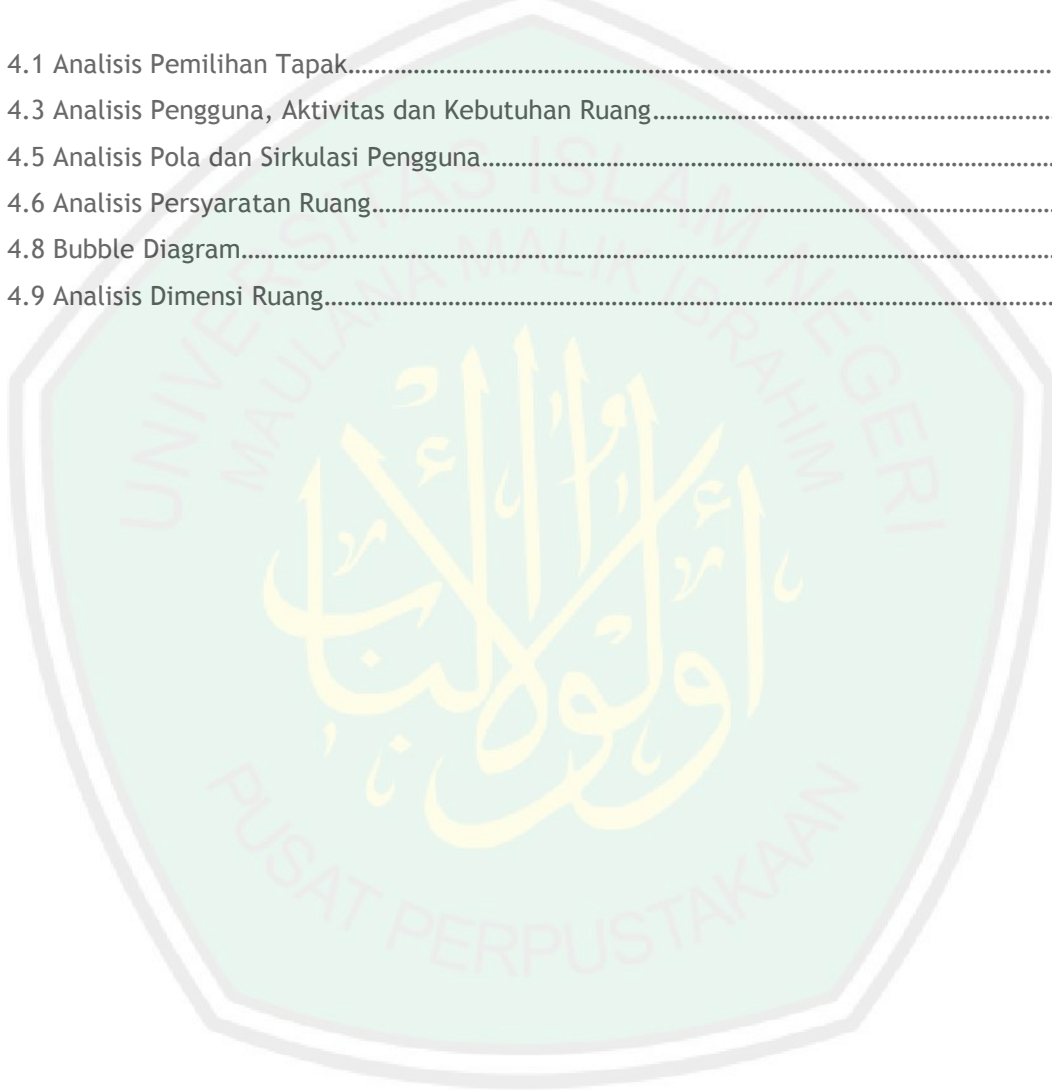 4.1 Analisis Pemilihan Tapak........................................................
4.3 Analisis Pengguna, Aktivitas dan Kebutuhan Ruang........................................................
4.5 Analisis Pola dan Sirkulasi Pengguna........................................................
4.6 Analisis Persyaratan Ruang........................................................
4.8 Bubble Diagram........................................................
4.9 Analisis Dimensi Ruang........................................................
UNIVERSITAS ISLAM NEGERI
MAULANA MALIK IBRAHIM
أولوا الألباب
PUSAT PERPUSTAKAAN